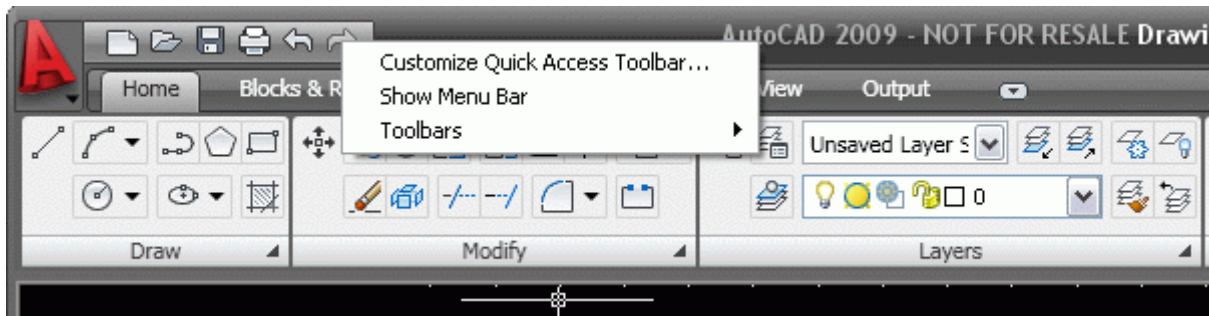 AutoCAD 2009 - NOT FOR RESALE Drawi
Customize Quick Access Toolbar...
Show Menu Bar
Toolbars
Home Blocks & R View Output
Unsaved Layer S
0
Draw Modify Layers